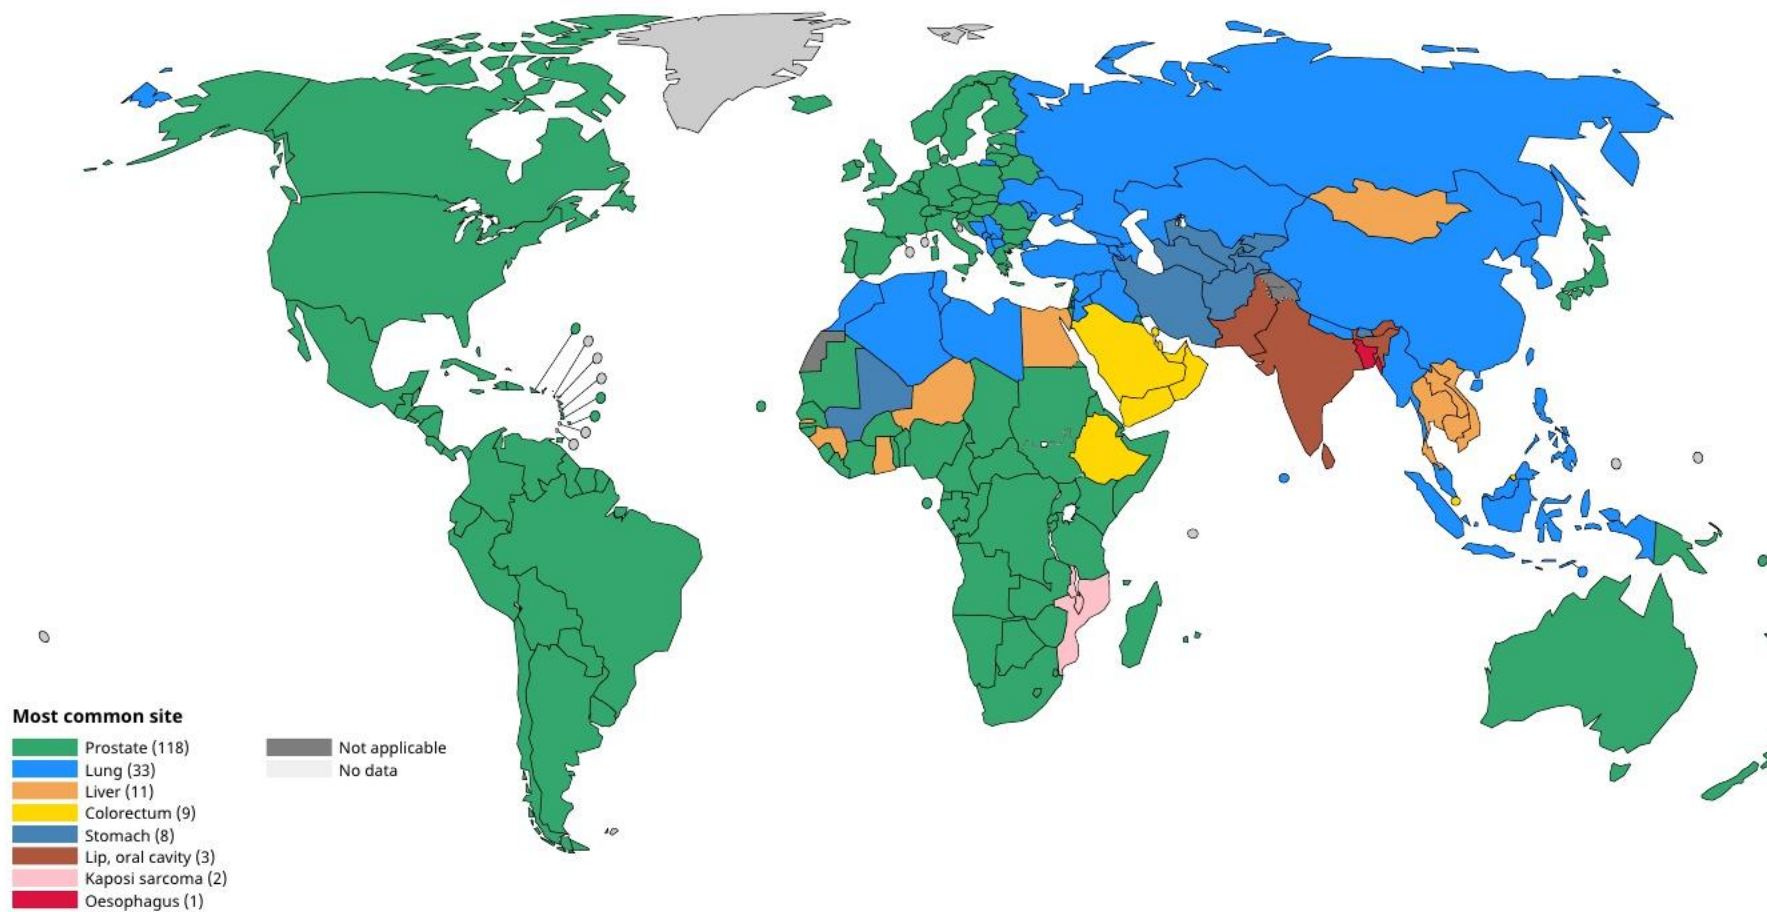 Most common site
Prostate (118)
Lung (33)
Liver (11)
Colorectum (9)
Stomach (8)
Lip, oral cavity (3)
Kaposi sarcoma (2)
Oesophagus (1)
Not applicable
No data